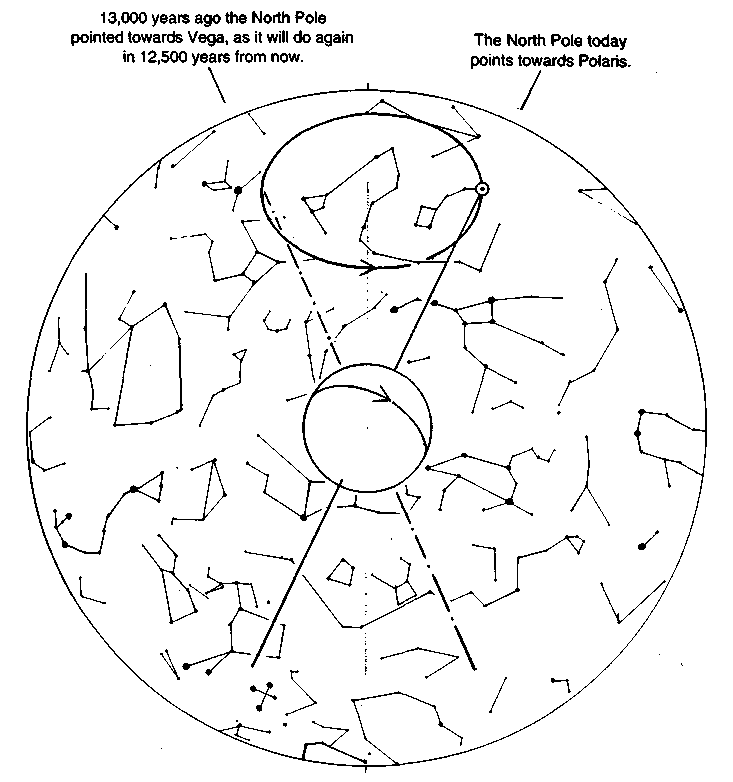 13,000 years ago the North Pole
pointed towards Vega, as it will do again
in 12,500 years from now.
The North Pole today
points towards Polaris.